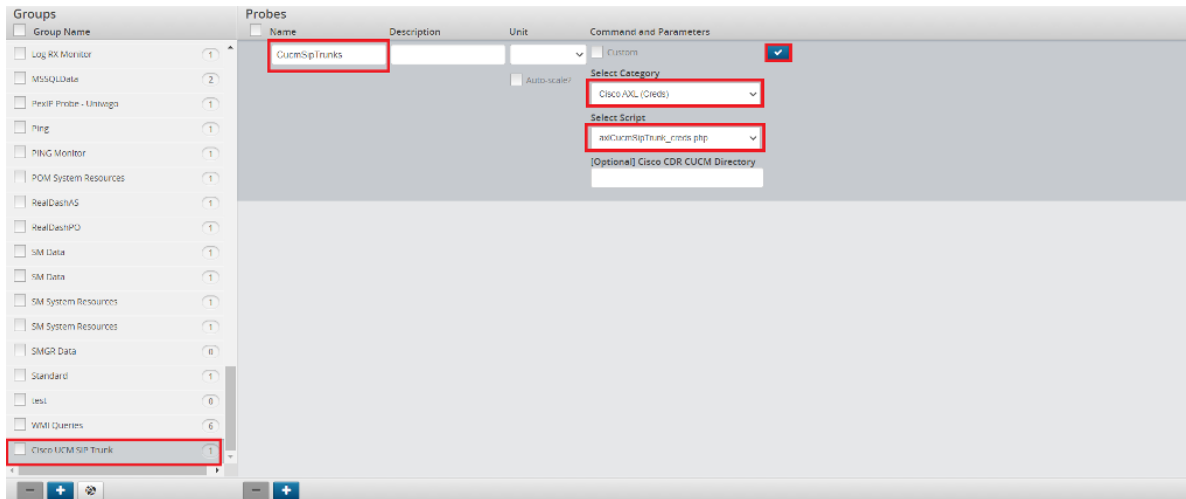 Groups
Group Name
Log RX Monitor 1
MSSQLData 2
PexIP Probe - Uniwigo 1
Ping 1
PING Monitor 1
POM System Resources 1
RealDashAS 1
RealDashPO 1
SM Data 1
SM Data 1
SM System Resources 1
SM System Resources 1
SMGR Data 0
Standard 1
test 0
WMI Queries 6
Cisco UCM SIP Trunk 1
Probes
Name Description Unit Command and Parameters
CucmSipTrunks
Custom
Auto-scale?
Select Category
Cisco AXL (Creds)
Select Script
axlCucmSipTrunk_creds.php
[Optional] Cisco CDR CUCM Directory